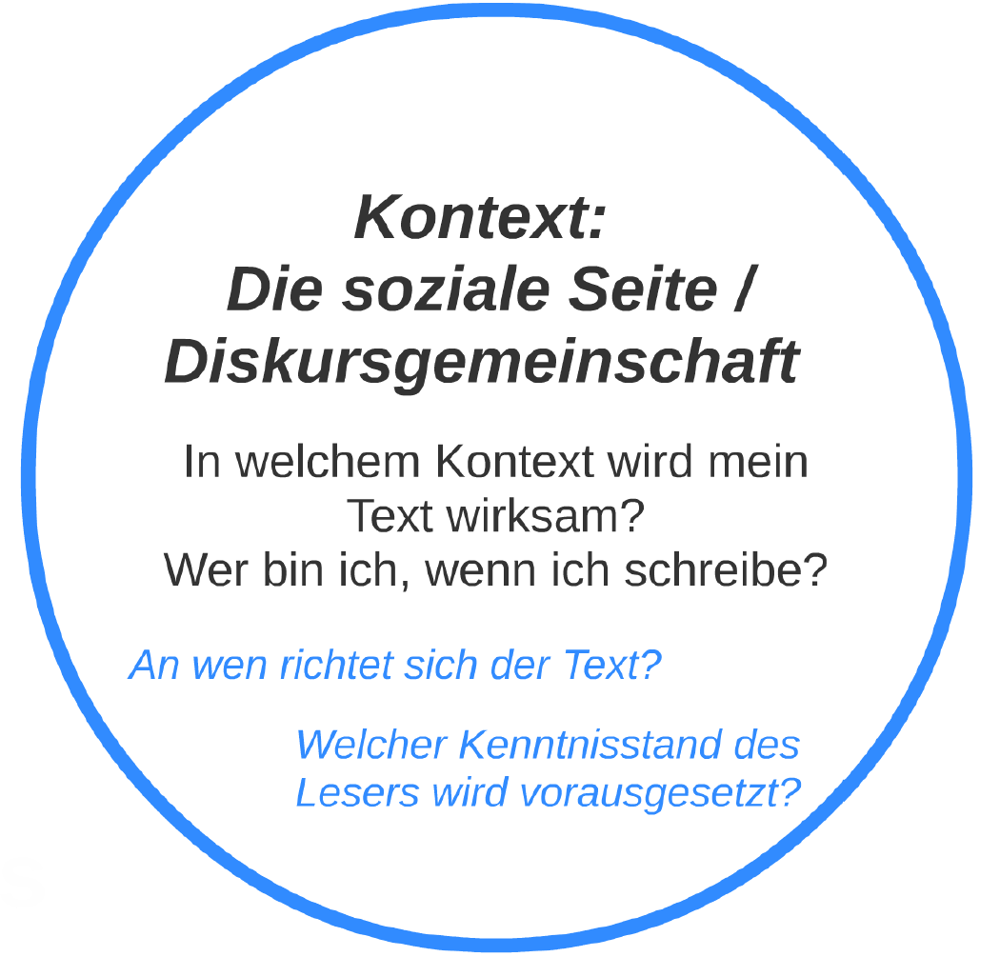 Kontext:
Die soziale Seite /
Diskursgemeinschaft
In welchem Kontext wird mein
Text wirksam?
Wer bin ich, wenn ich schreibe?
An wen richtet sich der Text?
Welcher Kenntnisstand des
Lesers wird vorausgesetzt?